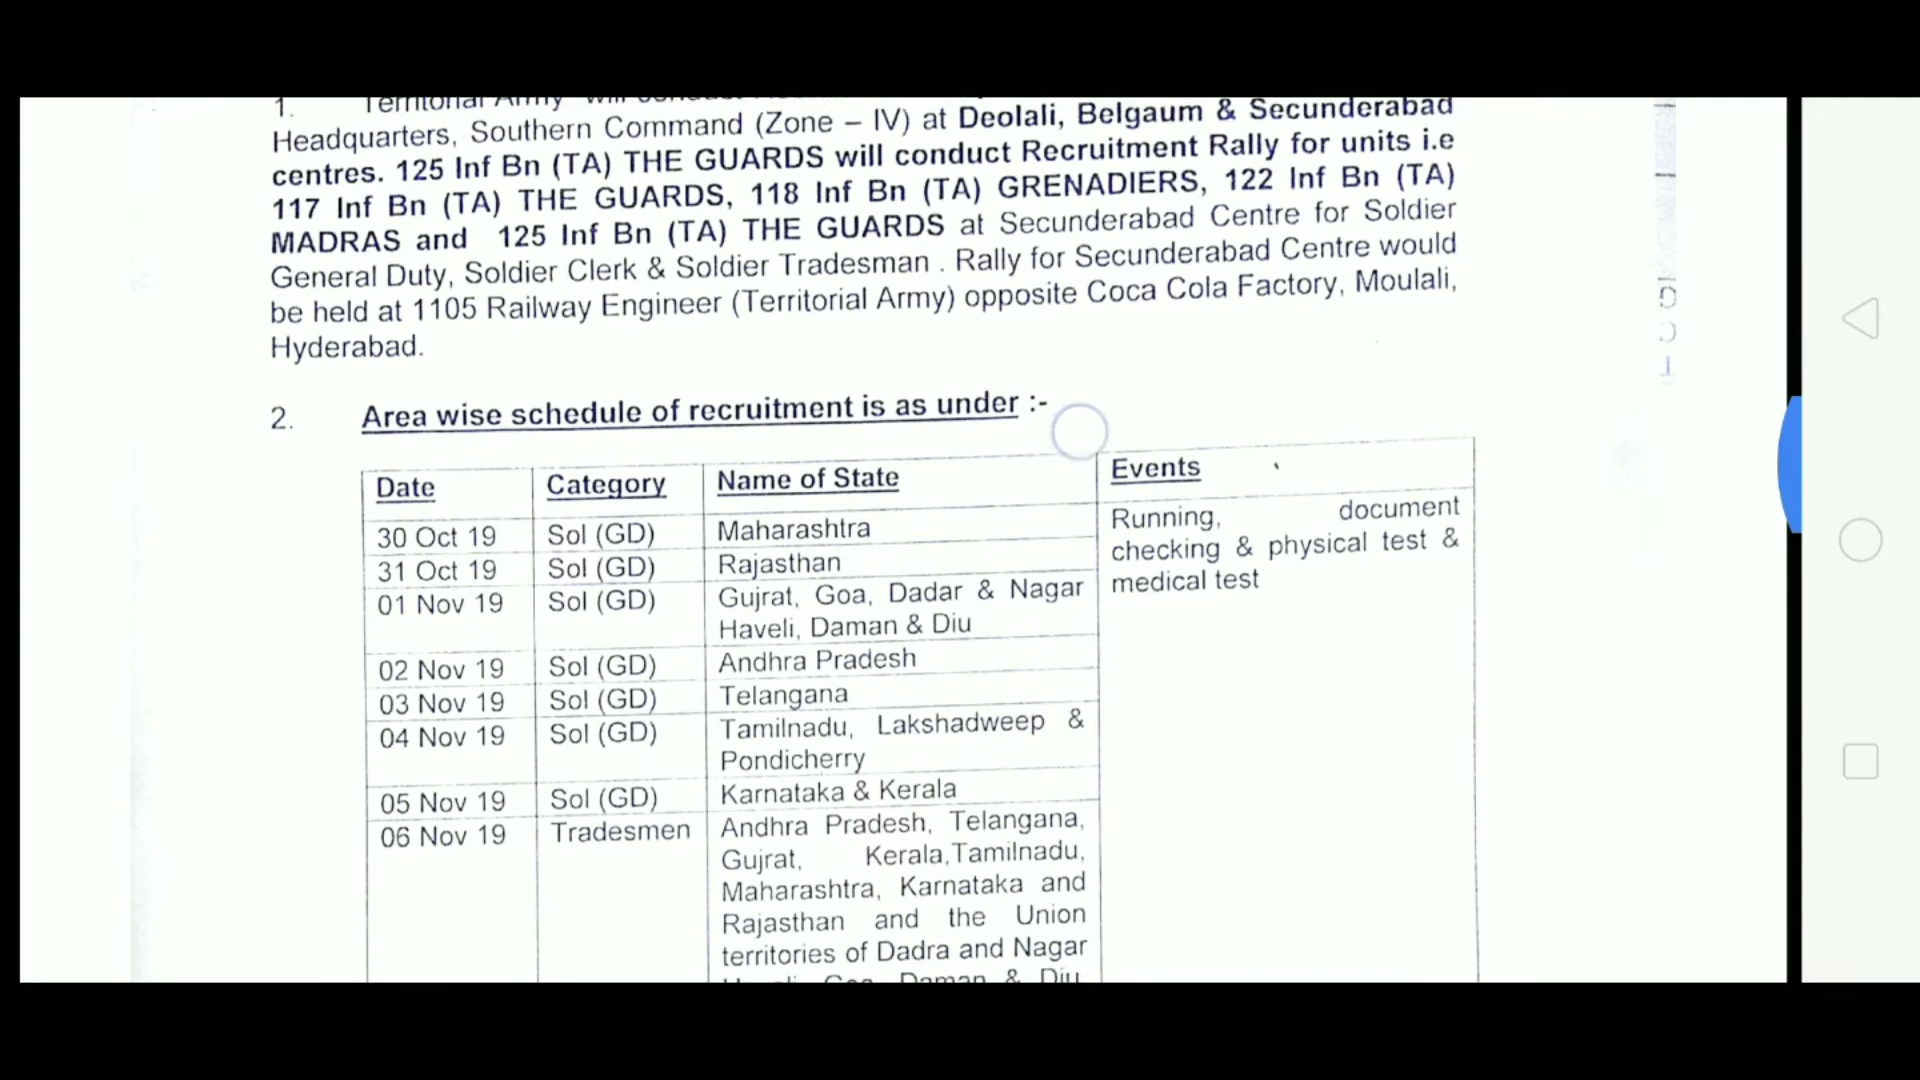 1. Territorial Army will conduct
Headquarters, Southern Command (Zone – IV) at Deolali, Belgaum & Secunderabad
centres. 125 Inf Bn (TA) THE GUARDS will conduct Recruitment Rally for units i.e
117 Inf Bn (TA) THE GUARDS, 118 Inf Bn (TA) GRENADIERS, 122 Inf Bn (TA)
MADRAS and 125 Inf Bn (TA) THE GUARDS at Secunderabad Centre for Soldier
General Duty, Soldier Clerk & Soldier Tradesman . Rally for Secunderabad Centre would
be held at 1105 Railway Engineer (Territorial Army) opposite Coca Cola Factory, Moulali,
Hyderabad.
2. Area wise schedule of recruitment is as under :-
Date Category Name of State Events
30 Oct 19 Sol (GD) Maharashtra Running, document
31 Oct 19 Sol (GD) Rajasthan checking & physical test &
01 Nov 19 Sol (GD) Gujrat, Goa, Dadar & Nagar medical test
Haveli, Daman & Diu
02 Nov 19 Sol (GD) Andhra Pradesh
03 Nov 19 Sol (GD) Telangana
04 Nov 19 Sol (GD) Tamilnadu, Lakshadweep &
Pondicherry
05 Nov 19 Sol (GD) Karnataka & Kerala
06 Nov 19 Tradesmen Andhra Pradesh, Telangana,
Gujrat, Kerala,Tamilnadu,
Maharashtra, Karnataka and
Rajasthan and the Union
territories of Dadra and Nagar
Daman & Diu